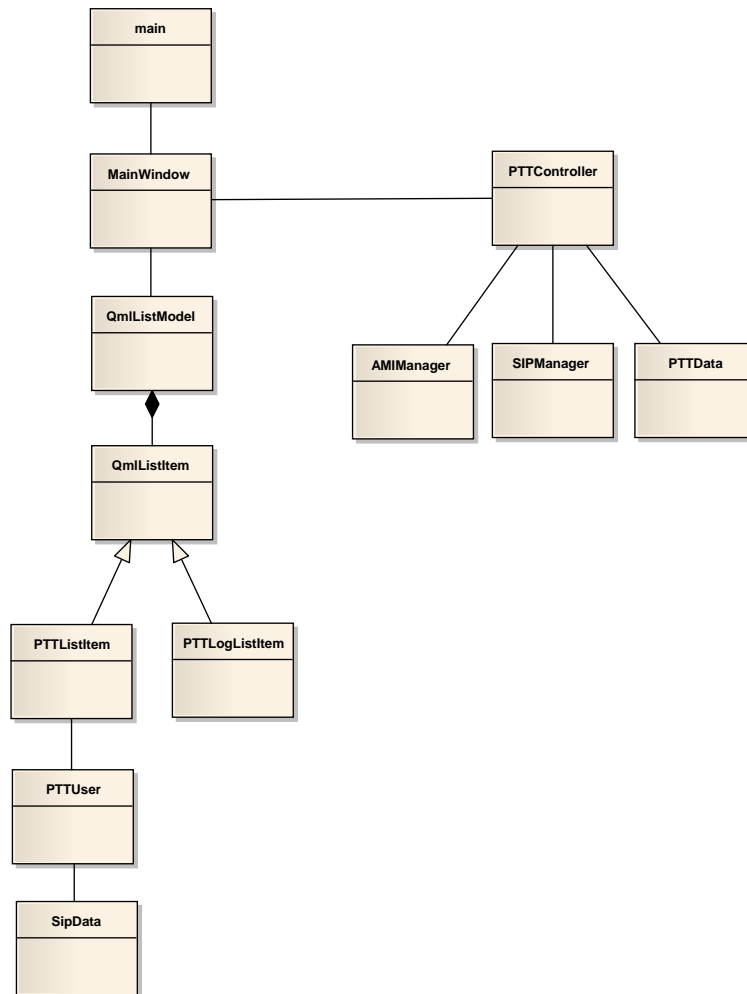 main
MainWindow
PTTController
QmlListModel
AMIManager
SIPManager
PTTData
QmlListItem
PTTListItem
PTTLogListItem
PTTUser
SipData